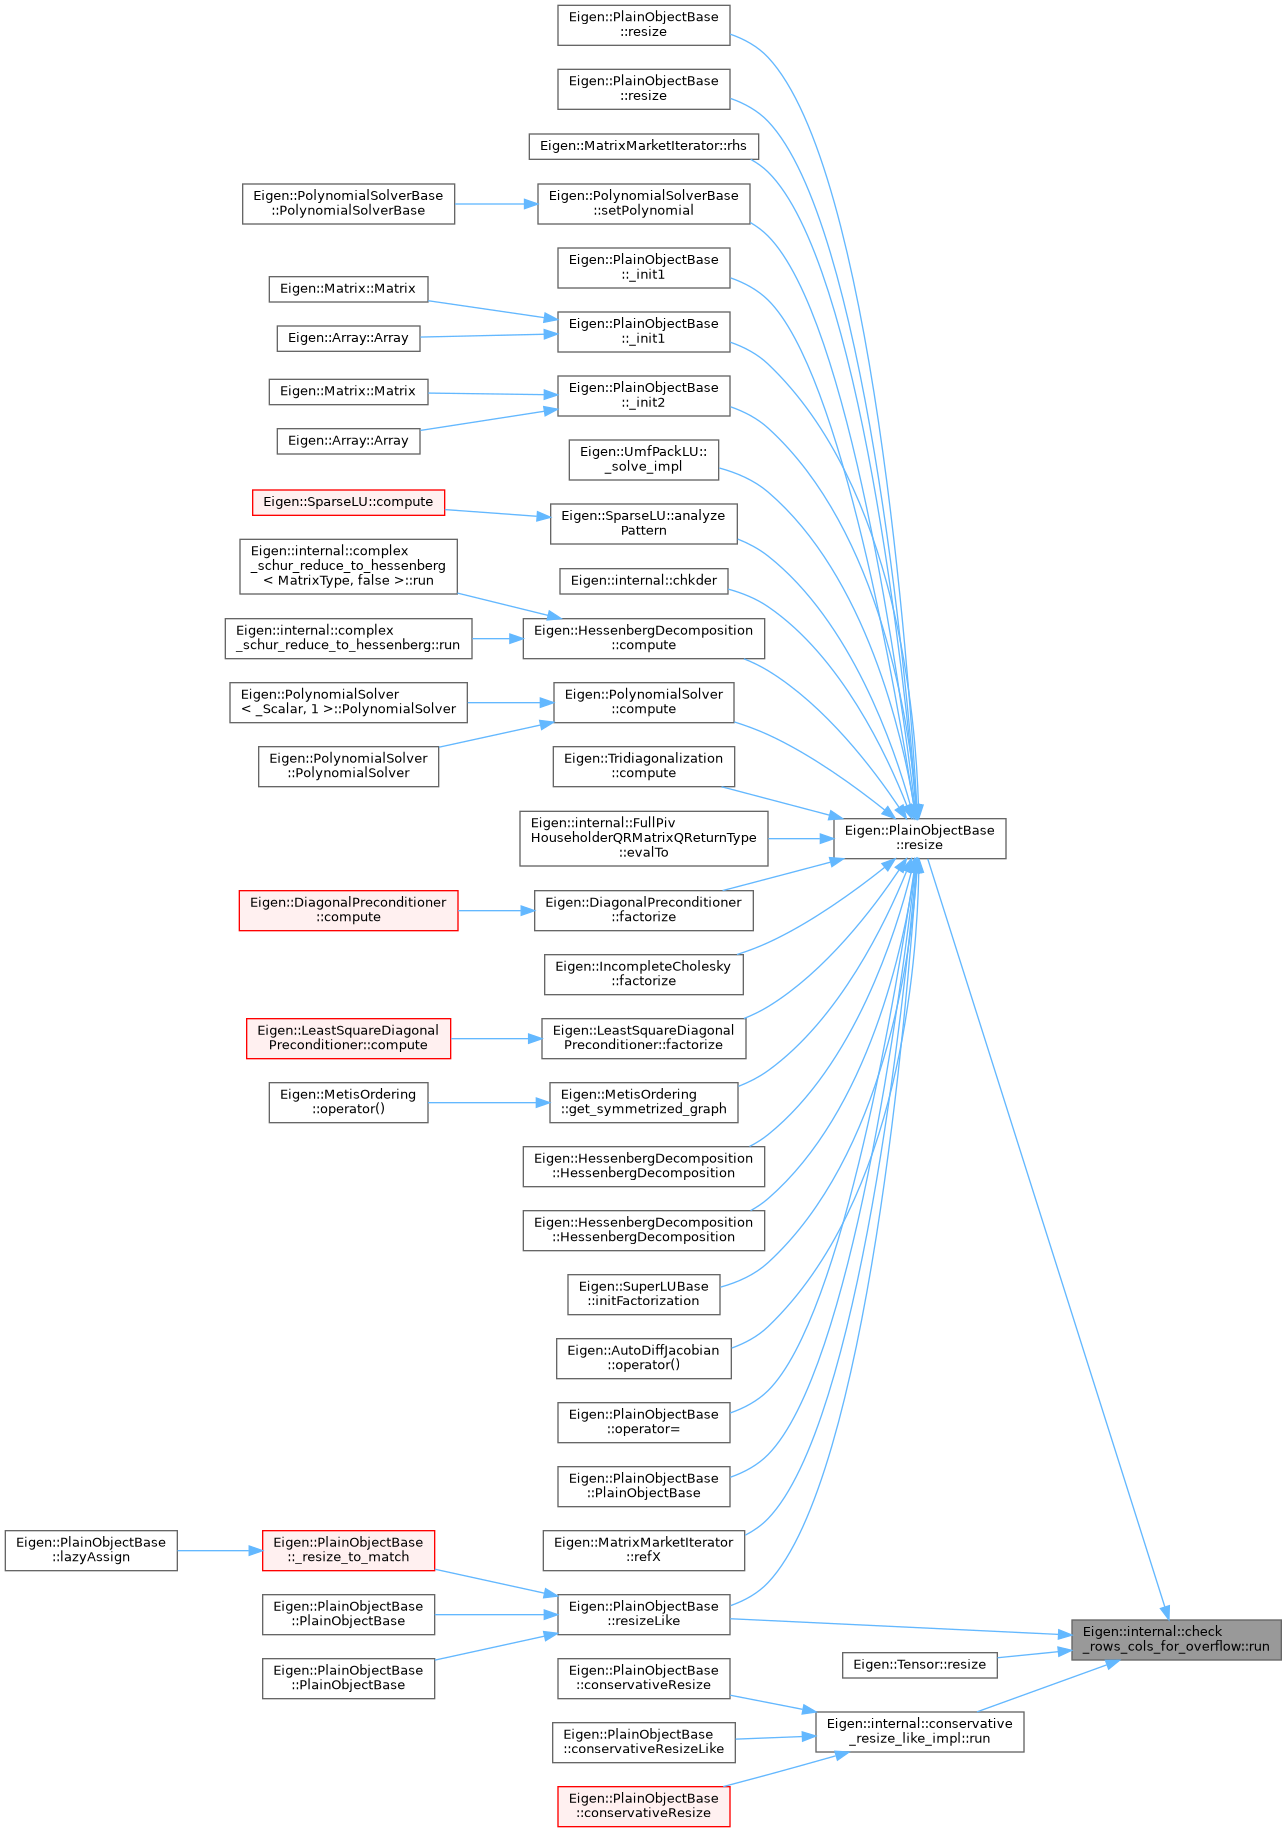 Eigen::PlainObjectBase
::resize
Eigen::PlainObjectBase
::resize
Eigen::MatrixMarketIterator::rhs
Eigen::PolynomialSolverBase
::PolynomialSolverBase
Eigen::PolynomialSolverBase
::setPolynomial
Eigen::PlainObjectBase
::_init1
Eigen::Matrix::Matrix
Eigen::Array::Array
Eigen::PlainObjectBase
::_init1
Eigen::Matrix::Matrix
Eigen::Array::Array
Eigen::PlainObjectBase
::_init2
Eigen::UmfPackLU::
_solve_impl
Eigen::SparseLU::compute
Eigen::SparseLU::analyze
Pattern
Eigen::internal::complex
_schur_reduce_to_hessenberg
< MatrixType, false >::run
Eigen::internal::chkder
Eigen::internal::complex
_schur_reduce_to_hessenberg::run
Eigen::HessenbergDecomposition
::compute
Eigen::PolynomialSolver
< _Scalar, 1 >::PolynomialSolver
Eigen::PolynomialSolver
::compute
Eigen::PolynomialSolver
::PolynomialSolver
Eigen::Tridiagonalization
::compute
Eigen::internal::FullPiv
HouseholderQRMatrixQReturnType
::evalTo
Eigen::PlainObjectBase
::resize
Eigen::DiagonalPreconditioner
::compute
Eigen::DiagonalPreconditioner
::factorize
Eigen::IncompleteCholesky
::factorize
Eigen::LeastSquareDiagonal
Preconditioner::compute
Eigen::LeastSquareDiagonal
Preconditioner::factorize
Eigen::MetisOrdering
::operator()
Eigen::MetisOrdering
::get_symmetrized_graph
Eigen::HessenbergDecomposition
::HessenbergDecomposition
Eigen::HessenbergDecomposition
::HessenbergDecomposition
Eigen::SuperLUBase
::initFactorization
Eigen::AutoDiffJacobian
::operator()
Eigen::PlainObjectBase
::operator=
Eigen::PlainObjectBase
::PlainObjectBase
Eigen::PlainObjectBase
::lazyAssign
Eigen::PlainObjectBase
::_resize_to_match
Eigen::MatrixMarketIterator
::refX
Eigen::PlainObjectBase
::PlainObjectBase
Eigen::PlainObjectBase
::resizeLike
Eigen::internal::check
_rows_cols_for_overflow::run
Eigen::PlainObjectBase
::PlainObjectBase
Eigen::PlainObjectBase
::conservativeResize
Eigen::Tensor::resize
Eigen::PlainObjectBase
::conservativeResizeLike
Eigen::internal::conservative
_resize_like_impl::run
Eigen::PlainObjectBase
::conservativeResize